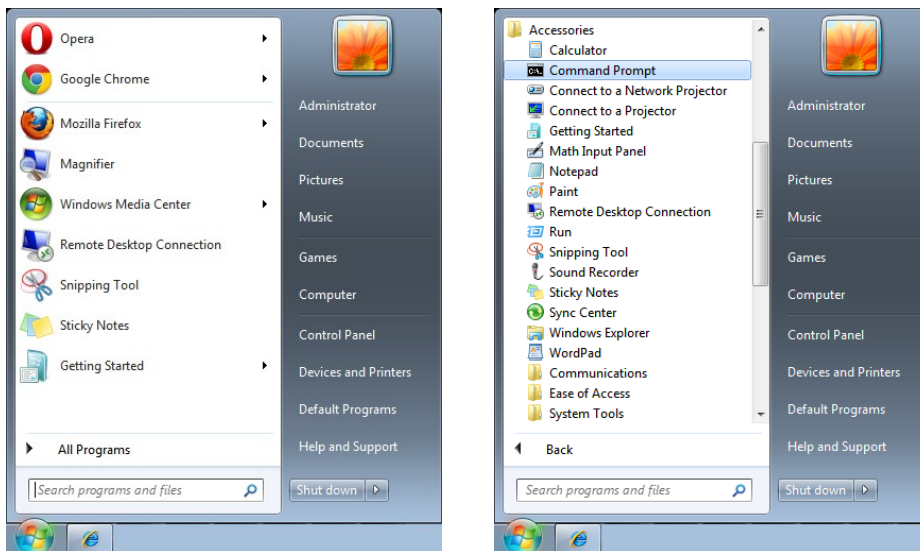 Opera
Google Chrome
Mozilla Firefox
Magnifier
Windows Media Center
Remote Desktop Connection
Snipping Tool
Sticky Notes
Getting Started
All Programs
Search programs and files
Administrator
Documents
Pictures
Music
Games
Computer
Control Panel
Devices and Printers
Default Programs
Help and Support
Shut down
Accessories
Calculator
Command Prompt
Connect to a Network Projector
Connect to a Projector
Getting Started
Math Input Panel
Notepad
Paint
Remote Desktop Connection
Run
Snipping Tool
Sound Recorder
Sticky Notes
Sync Center
Windows Explorer
WordPad
Communications
Ease of Access
System Tools
Back
Search programs and files
Administrator
Documents
Pictures
Music
Games
Computer
Control Panel
Devices and Printers
Default Programs
Help and Support
Shut down